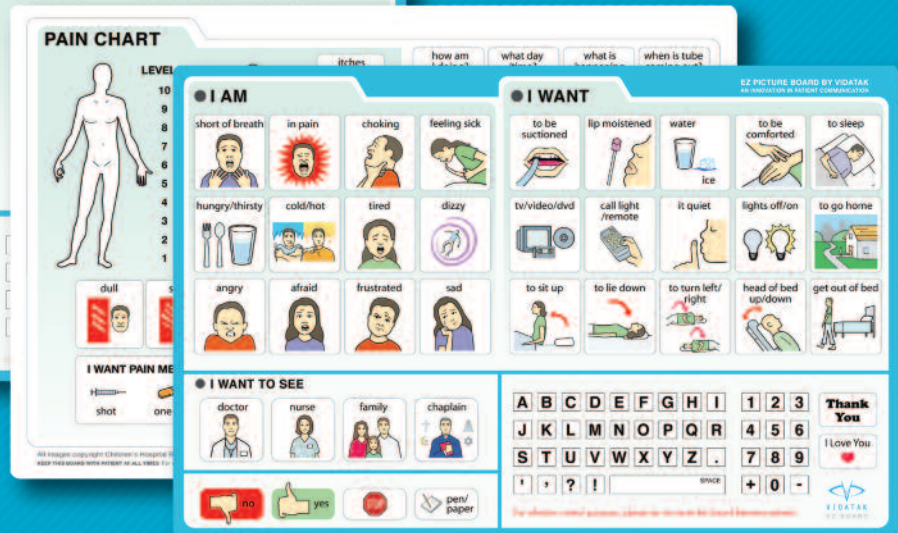 PAIN CHART
LEVEL
10
9
8
7
6
5
4
3
2
1
itches
how am
what day
what is
when is tube
dull
I WANT PAIN ME
shot
one
EZ PICTURE BOARD BY VIDATAK
AN INNOVATION IN PATIENT COMMUNICATION
I AM
short of breath
in pain
choking
feeling sick
hungry/thirsty
cold/hot
tired
dizzy
angry
afraid
frustrated
sad
I WANT
to be
suctioned
lip moistened
water
ice
to be
comforted
to sleep
tv/video/dvd
call light
/remote
it quiet
lights off/on
to go home
to sit up
to lie down
to turn left/
right
head of bed
up/down
get out of bed
I WANT TO SEE
doctor
nurse
family
chaplain
no
yes
STOP
pen/
paper
A B C D E F G H I
J K L M N O P Q R
S T U V W X Y Z .
' , ? ! SPACE
1 2 3
4 5 6
7 8 9
+ 0 -
Thank
You
I Love You
VIDATAK
EZ BOARD
All images copyright Children's Hospital
KEEP THIS BOARD WITH PATIENT AT ALL TIMES